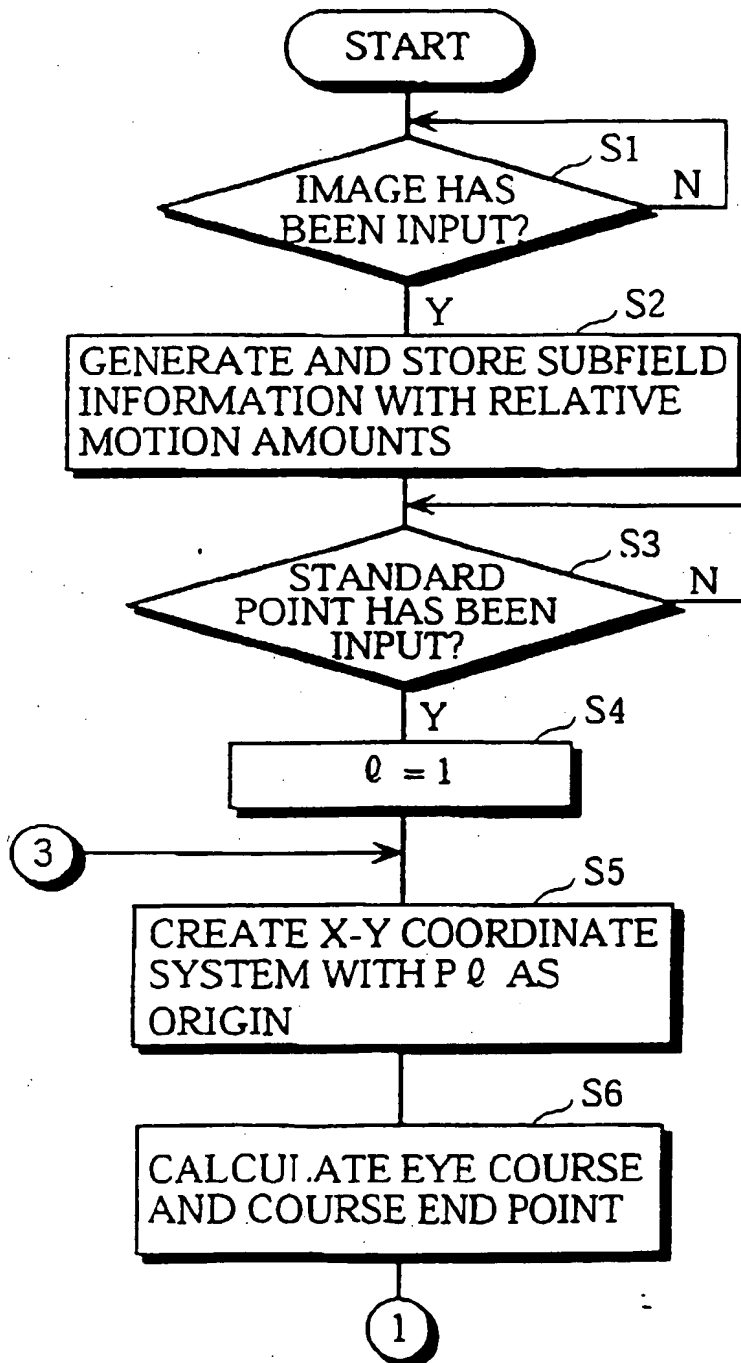 START
S1
IMAGE HAS
BEEN INPUT?
N
Y
S2
GENERATE AND STORE SUBFIELD
INFORMATION WITH RELATIVE
MOTION AMOUNTS
S3
STANDARD
POINT HAS BEEN
INPUT?
N
Y
S4
ℓ = 1
3
S5
CREATE X-Y COORDINATE
SYSTEM WITH P ℓ AS
ORIGIN
S6
CALCULATE EYE COURSE
AND COURSE END POINT
1